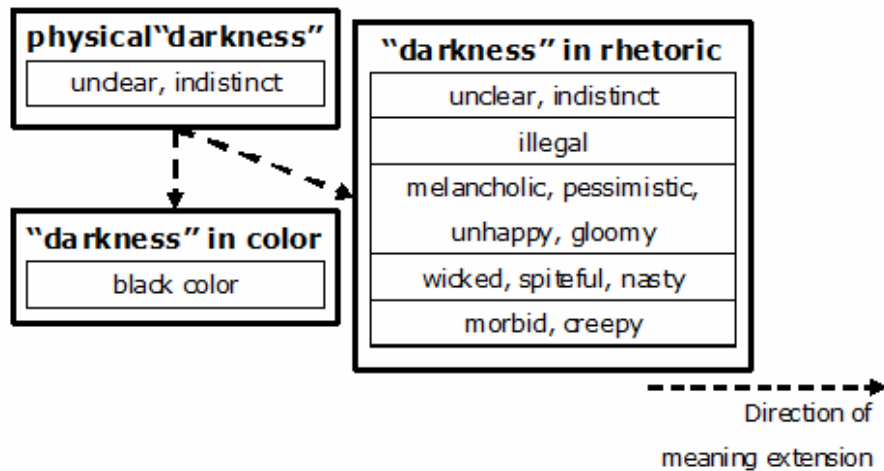 physical“darkness”
unclear, indistinct
“darkness” in color
black color
“darkness” in rhetoric
unclear, indistinct
illegal
melancholic, pessimistic,
unhappy, gloomy
wicked, spiteful, nasty
morbid, creepy
Direction of
meaning extension